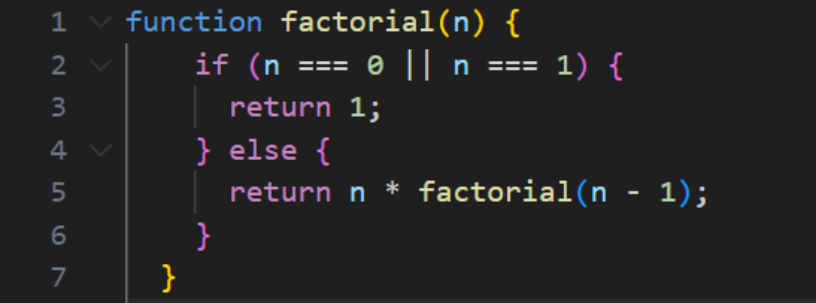 1 function factorial(n) {
2     if (n === 0 || n === 1) {
3       return 1;
4     } else {
5       return n * factorial(n - 1);
6     }
7   }